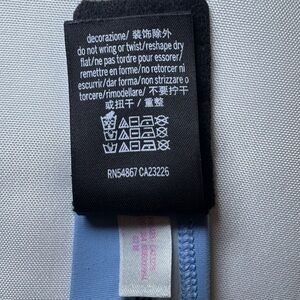 decorazione/ 装饰除外
do not wring or twist/reshape dry
flat/ne pas tordre pour essorer/
remettre en forme/no retorcer ni
escurrir/dar forma/non strizzare o
torcere/rimodellare/ 不要拧干
或扭干 / 重整
RN54867 CA23226